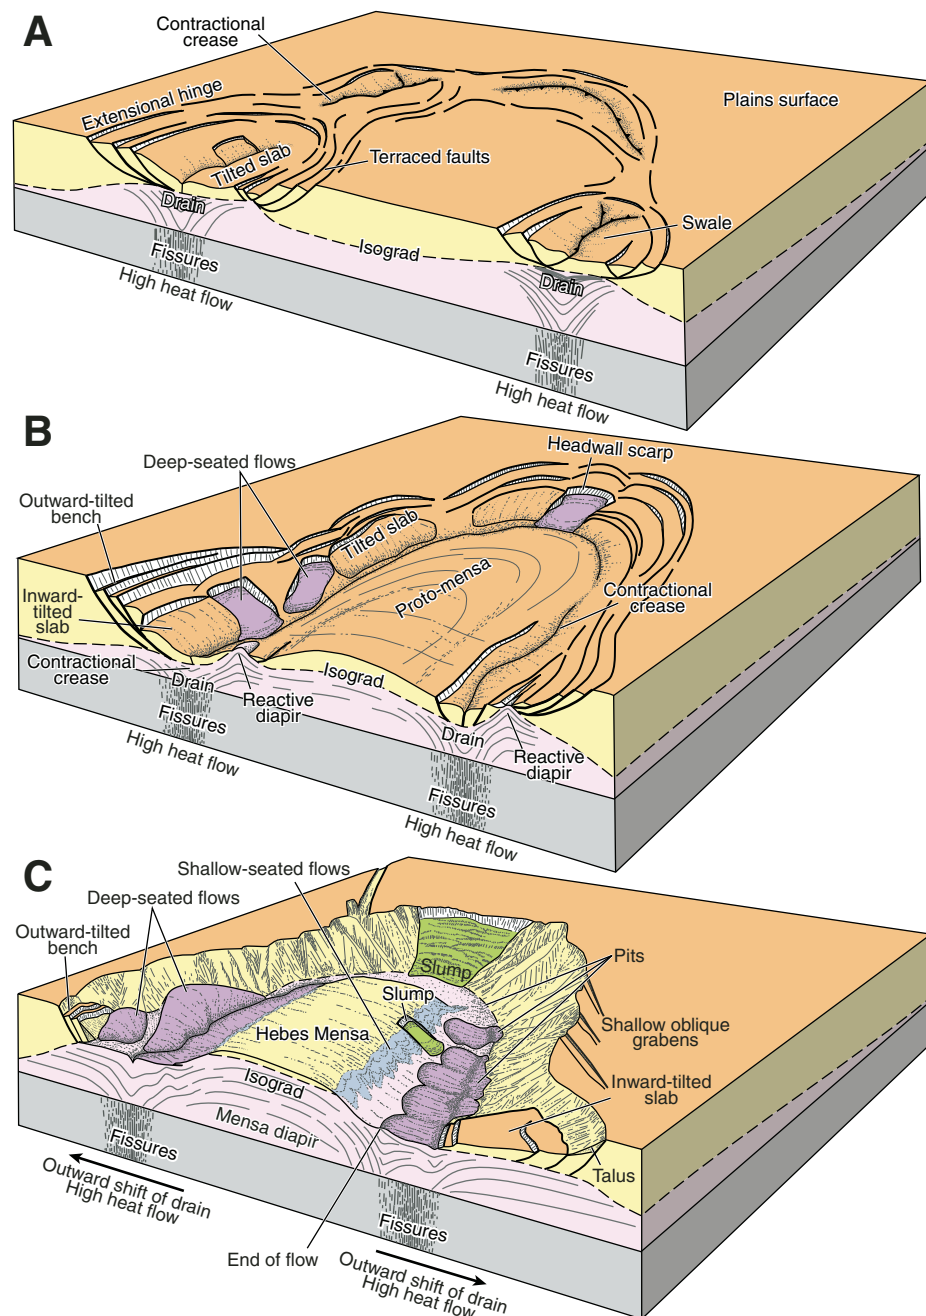 A
Contractional
crease
Extensional hinge
Plains surface
Tilted slab
Terraced faults
Drain
Swale
Isograd
Fissures
Drain
High heat flow
Fissures
High heat flow
B
Headwall scarp
Deep-seated flows
Outward-tilted
bench
Tilted slab
Proto-mensa
Inward-
tilted
slab
Contractional
crease
Contractional
crease
Isograd
Drain
Reactive
diapir
Fissures
Drain
Reactive
diapir
High heat flow
Fissures
High heat flow
C
Shallow-seated flows
Deep-seated flows
Outward-tilted
bench
Pits
Slump
Slump
Shallow oblique
grabens
Hebes Mensa
Isograd
Inward-tilted
slab
Mensa diapir
Fissures
Talus
Outward shift of drain
High heat flow
Fissures
End of flow
Outward shift of drain
High heat flow